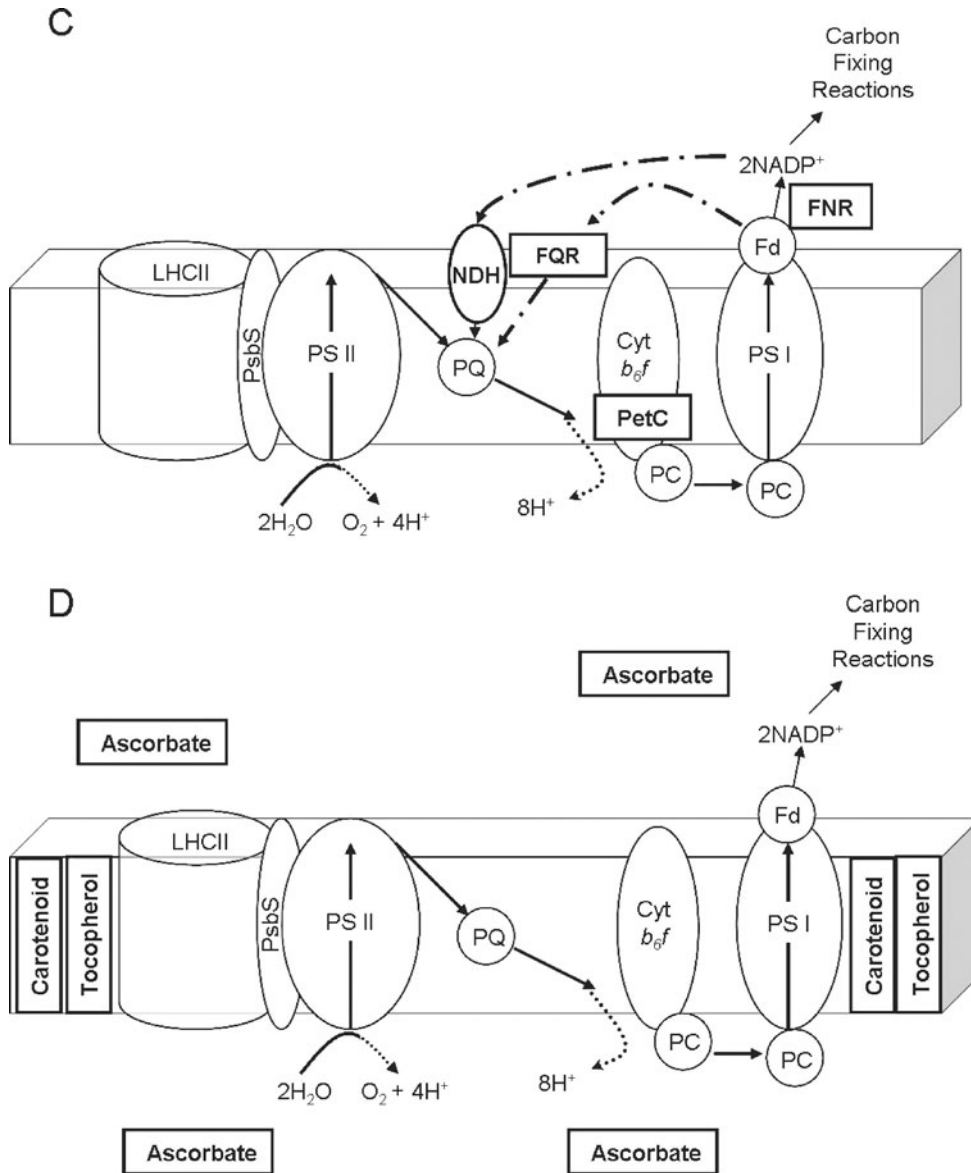 C
Carbon
Fixing
Reactions
2NADP⁺
FNR
Fd
LHCII
NDH
FQR
PsbS
PS II
PQ
Cyt
b₆f
PS I
PetC
PC
PC
2H₂O
O₂ + 4H⁺
8H⁺
D
Carbon
Fixing
Reactions
Ascorbate
Ascorbate
2NADP⁺
Fd
LHCII
Carotenoid
Tocopherol
PsbS
PS II
PQ
Cyt
b₆f
PS I
Carotenoid
Tocopherol
PC
PC
2H₂O
O₂ + 4H⁺
8H⁺
Ascorbate
Ascorbate